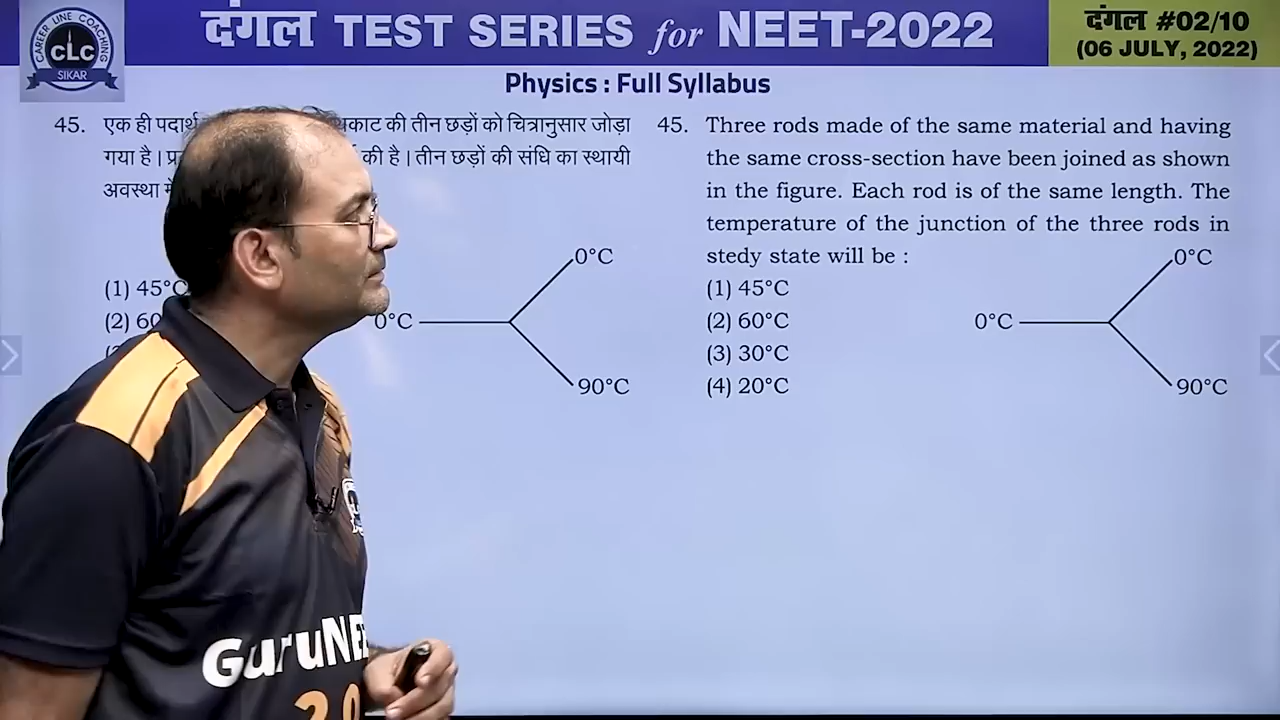 दंगल TEST SERIES for NEET-2022
दंगल #02/10
(06 JULY, 2022)
CAREER LINE COACHING
CLC
SIKAR
Physics : Full Syllabus
45. एक ही पदार्थ की तीन छड़ों को चित्रानुसार जोड़ा
गया है। की है। तीन छड़ों की संधि का स्थायी
अवस्था
(1) 45°C
(2) 60
0°C
0°C
90°C
45. Three rods made of the same material and having
the same cross-section have been joined as shown
in the figure. Each rod is of the same length. The
temperature of the junction of the three rods in
stedy state will be :
(1) 45°C
(2) 60°C
(3) 30°C
(4) 20°C
0°C
0°C
90°C
GuruNEE
2.0